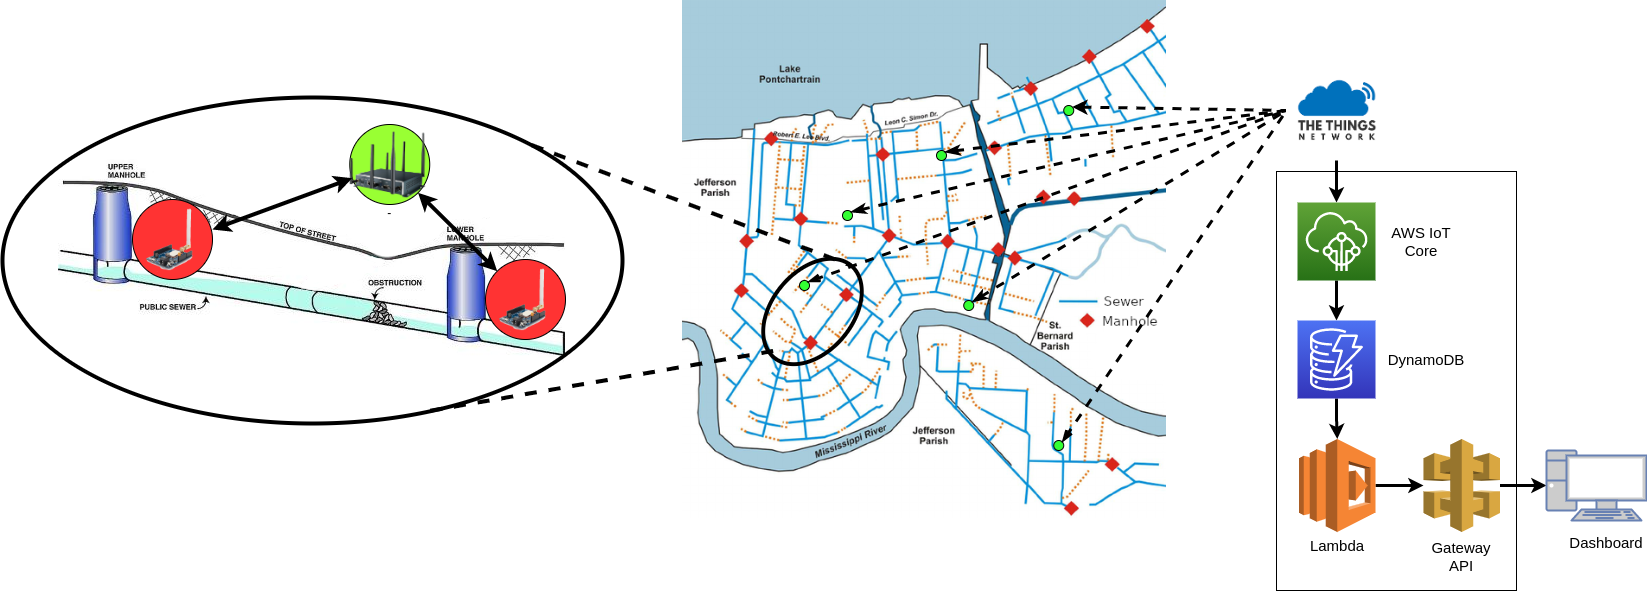 UPPER
MANHOLE
TOP OF STREET
LOWER
MANHOLE
OBSTRUCTION
PUBLIC SEWER
-
Lake
Pontchartrain
Robert E. Lee Blvd.
Leon C. Simon Dr.
Jefferson
Parish
Sewer
Manhole
St.
Bernard
Parish
Mississippi River
Jefferson
Parish
THE THINGS
NETWORK
AWS IoT
Core
DynamoDB
Lambda
Gateway
API
Dashboard